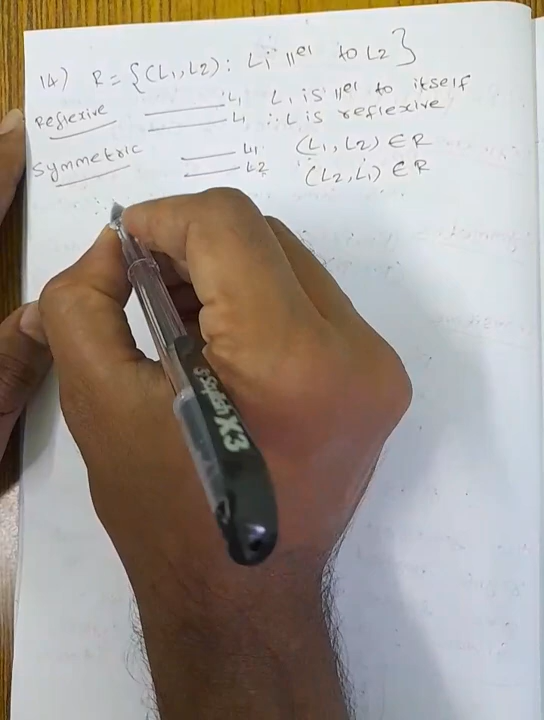 14) R = {(L1, L2) : L1 ||el to L2}
Reflexive L1 L1 is ||el to itself
L1 ∴ L is reflexive
Symmetric L1 (L1, L2) ∈ R
L2 (L2, L1) ∈ R
Stylish X3